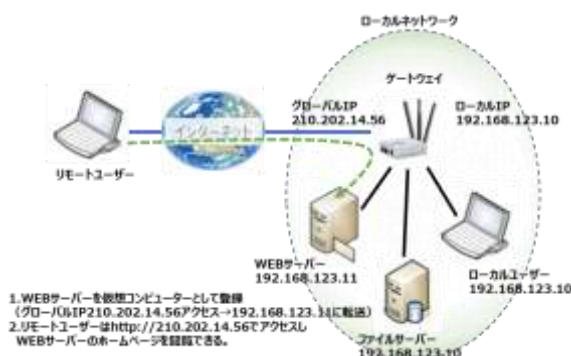 ローカルネットワーク
ゲートウェイ
グローバルIP
210.202.14.56
ローカルIP
192.168.123.10
インターネット
リモートユーザー
WEBサーバー
192.168.123.11
ローカルユーザー
192.168.123.10
ファイルサーバー
192.168.123.10
1.WEBサーバーを仮想コンピューターとして登録
(グローバルIP210.202.14.56アクセス→192.168.123.11に転送)
2.リモートユーザーはhttp://210.202.14.56でアクセスし
WEBサーバーのホームページを閲覧できる。